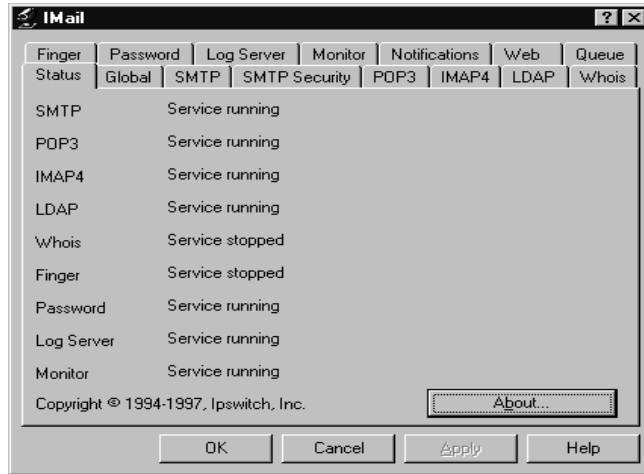 IMail
Finger Password Log Server Monitor Notifications Web Queue
Status Global SMTP SMTP Security POP3 IMAP4 LDAP Whois
SMTP Service running
POP3 Service running
IMAP4 Service running
LDAP Service running
Whois Service stopped
Finger Service stopped
Password Service running
Log Server Service running
Monitor Service running
Copyright © 1994-1997, Ipswitch, Inc. About...
OK Cancel Apply Help